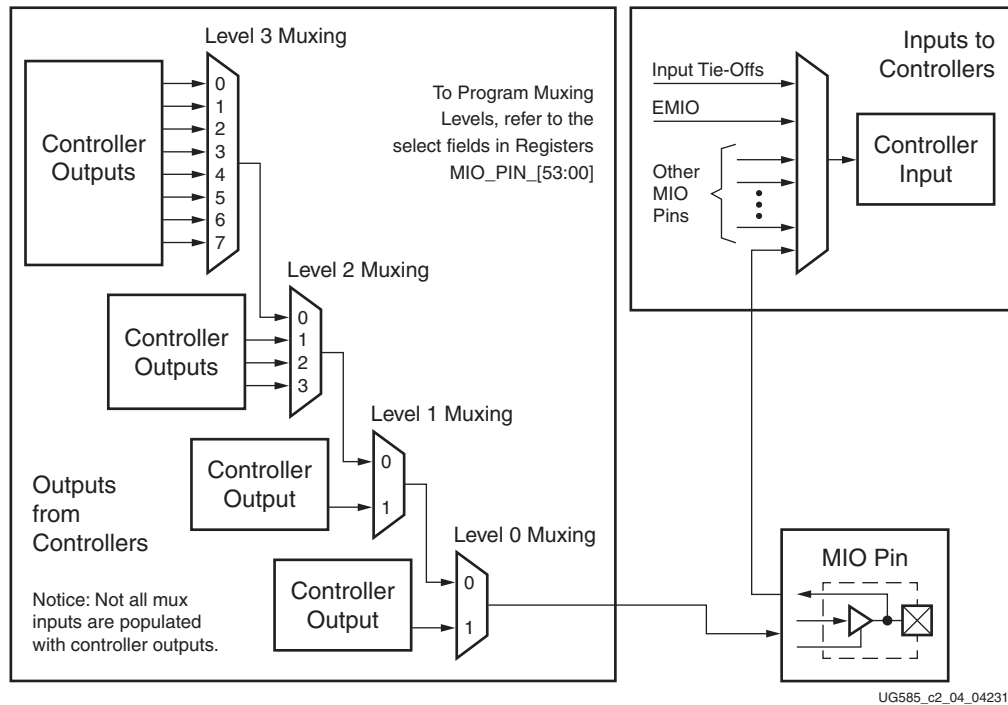 Level 3 Muxing
Controller
Outputs
0
1
2
3
4
5
6
7
To Program Muxing
Levels, refer to the
select fields in Registers
MIO_PIN_[53:00]
Level 2 Muxing
Controller
Outputs
0
1
2
3
Level 1 Muxing
Controller
Output
0
1
Level 0 Muxing
Controller
Output
0
1
Outputs
from
Controllers
Notice: Not all mux
inputs are populated
with controller outputs.
Inputs to
Controllers
Input Tie-Offs
EMIO
Other
MIO
Pins
Controller
Input
MIO Pin
UG585_c2_04_04231